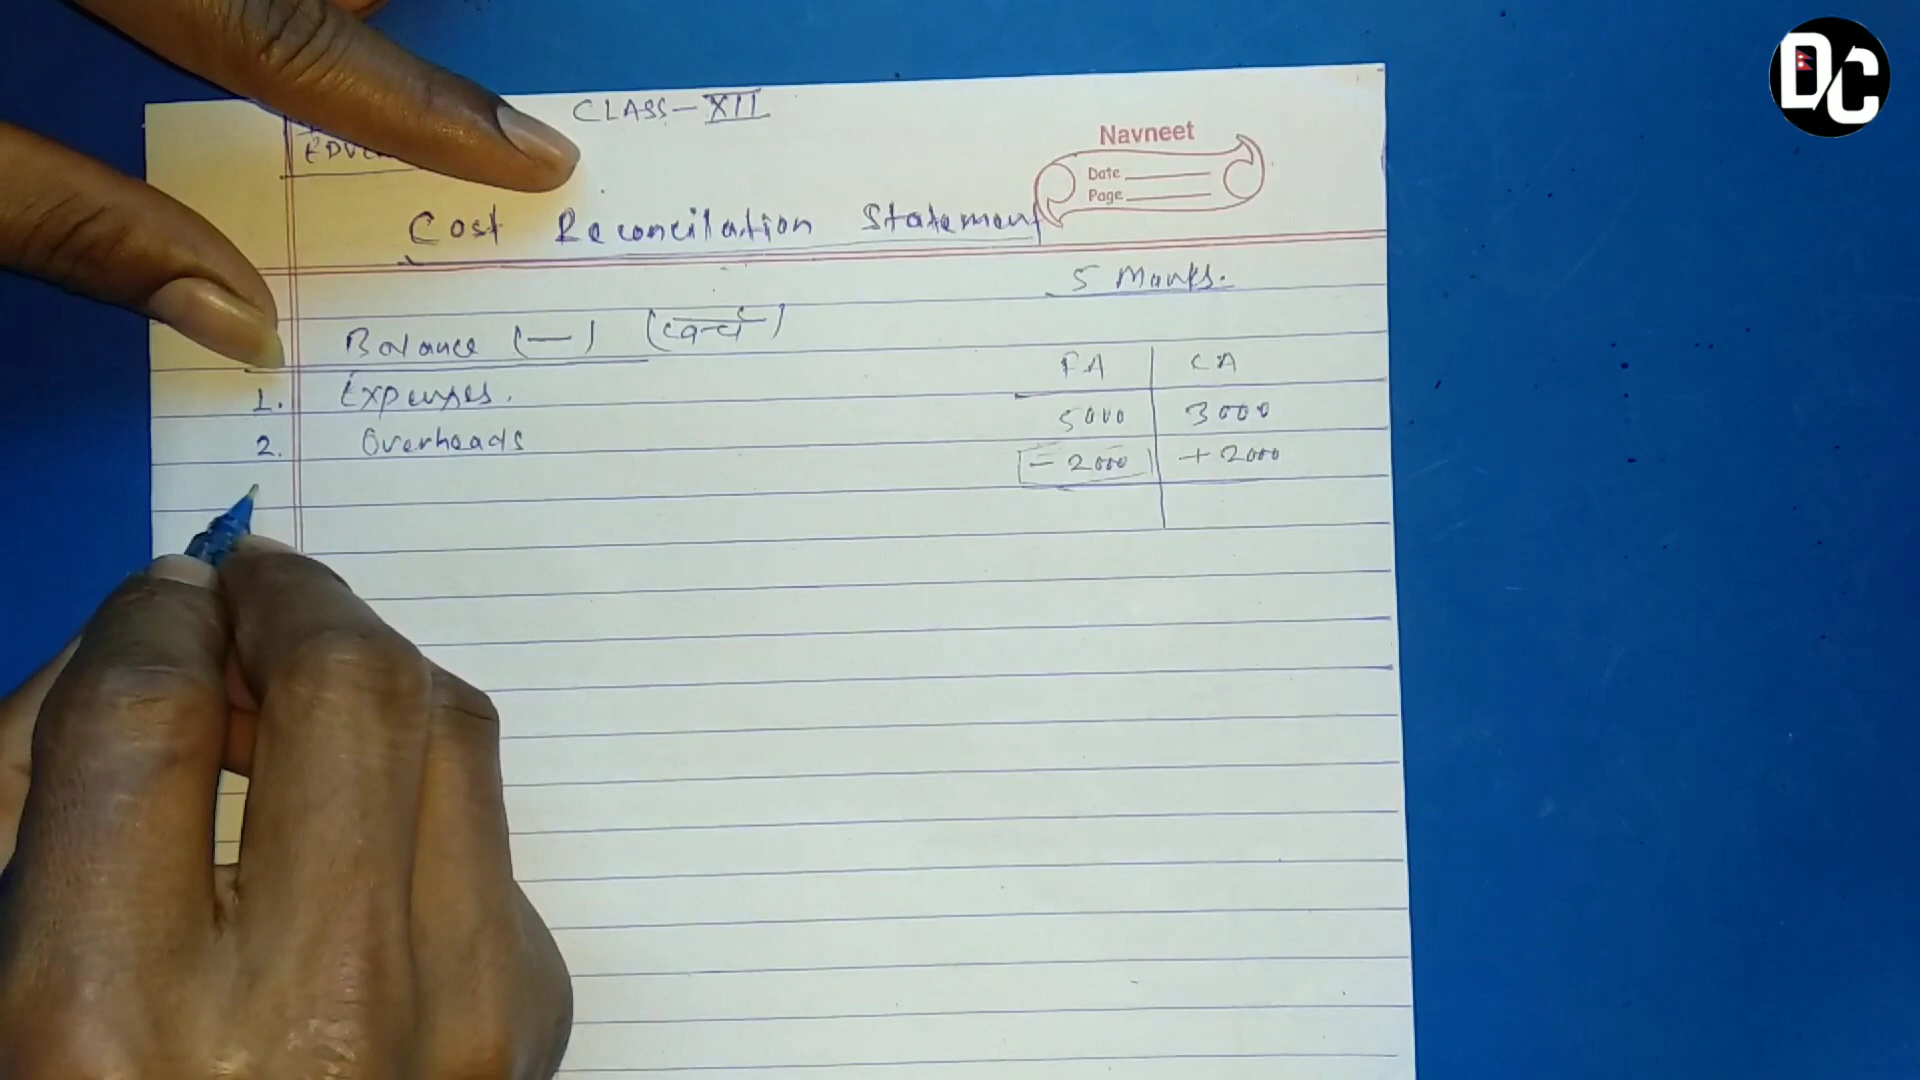 DC
CLASS-XII
Navneet
Date
Page
Cost Reconcilation Statement
5 Marks.
Balance (-)
FA CA
1. Expenses.
5000 3000
2. Overheads
- 2000 + 2000